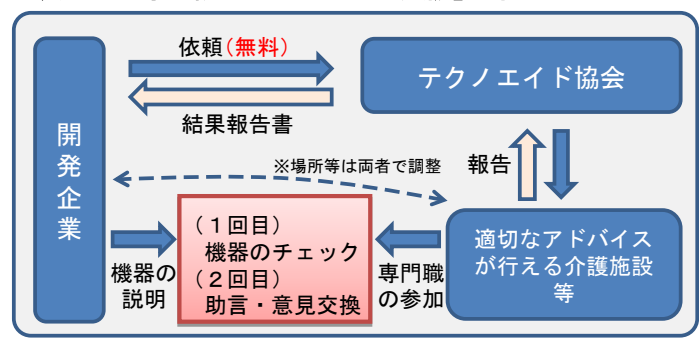 依頼(無料)
テクノエイド協会
結果報告書
開発企業
※場所等は両者で調整
報告
(1回目)
機器のチェック
(2回目)
助言・意見交換
機器の
説明
専門職
の参加
適切なアドバイス
が行える介護施設
等